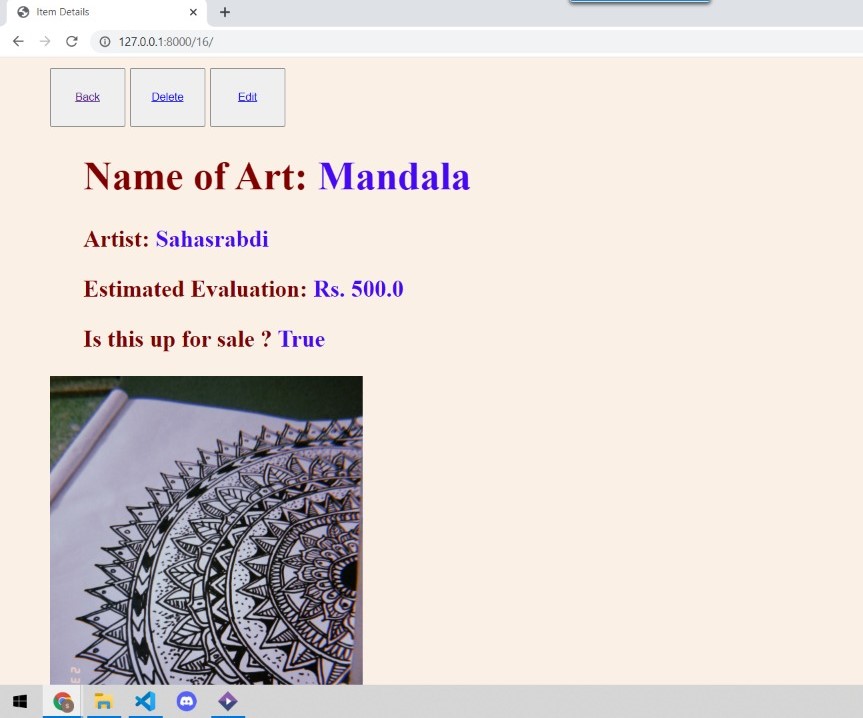 Item Details
127.0.0.1:8000/16/
Back Delete Edit
Name of Art: Mandala
Artist: Sahasrabdi
Estimated Evaluation: Rs. 500.0
Is this up for sale ? True